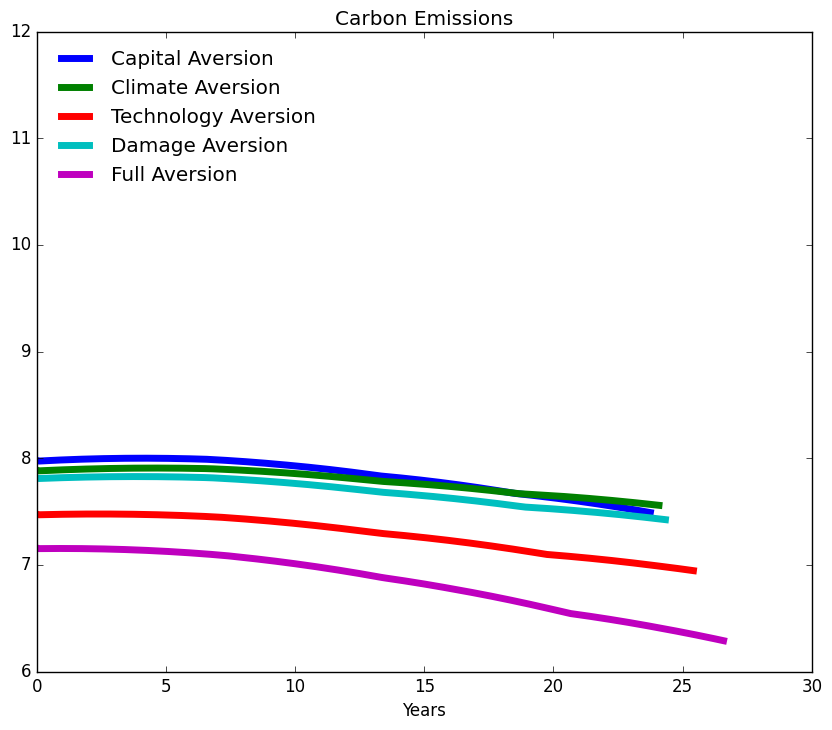 Carbon Emissions
12
11
10
9
8
7
6
Capital Aversion
Climate Aversion
Technology Aversion
Damage Aversion
Full Aversion
0 5 10 15 20 25 30
Years